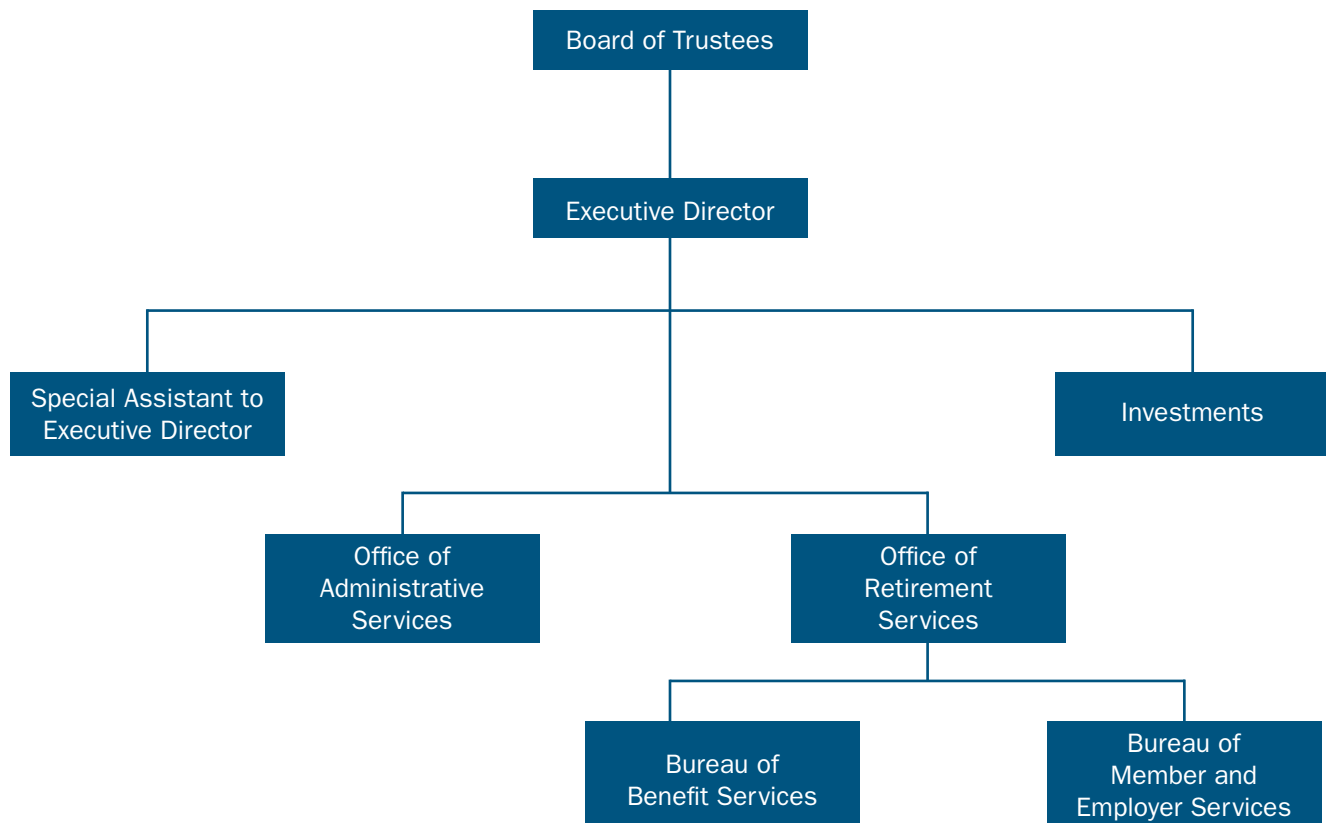 Board of Trustees
Executive Director
Special Assistant to
Executive Director
Investments
Office of
Administrative
Services
Office of
Retirement
Services
Bureau of
Benefit Services
Bureau of
Member and
Employer Services